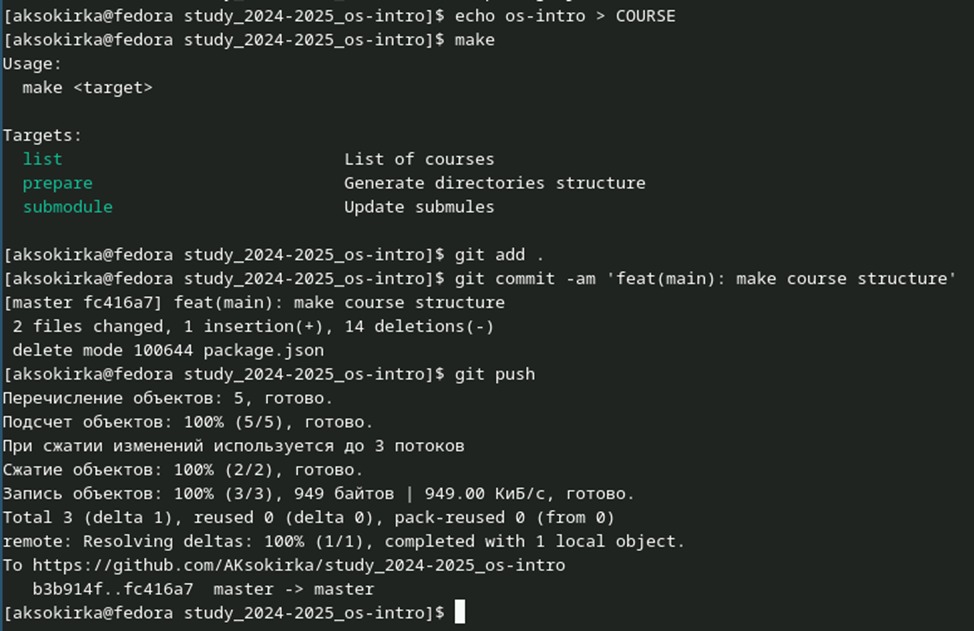 [aksokirka@fedora study_2024-2025_os-intro]$ echo os-intro > COURSE
[aksokirka@fedora study_2024-2025_os-intro]$ make
Usage:
  make <target>

Targets:
  list                            List of courses
  prepare                         Generate directories structure
  submodule                       Update submules

[aksokirka@fedora study_2024-2025_os-intro]$ git add .
[aksokirka@fedora study_2024-2025_os-intro]$ git commit -am 'feat(main): make course structure'
[master fc416a7] feat(main): make course structure
 2 files changed, 1 insertion(+), 14 deletions(-)
 delete mode 100644 package.json
[aksokirka@fedora study_2024-2025_os-intro]$ git push
Перечисление объектов: 5, готово.
Подсчет объектов: 100% (5/5), готово.
При сжатии изменений используется до 3 потоков
Сжатие объектов: 100% (2/2), готово.
Запись объектов: 100% (3/3), 949 байтов | 949.00 КиБ/с, готово.
Total 3 (delta 1), reused 0 (delta 0), pack-reused 0 (from 0)
remote: Resolving deltas: 100% (1/1), completed with 1 local object.
To https://github.com/AKsokirka/study_2024-2025_os-intro
   b3b914f..fc416a7  master -> master
[aksokirka@fedora study_2024-2025_os-intro]$